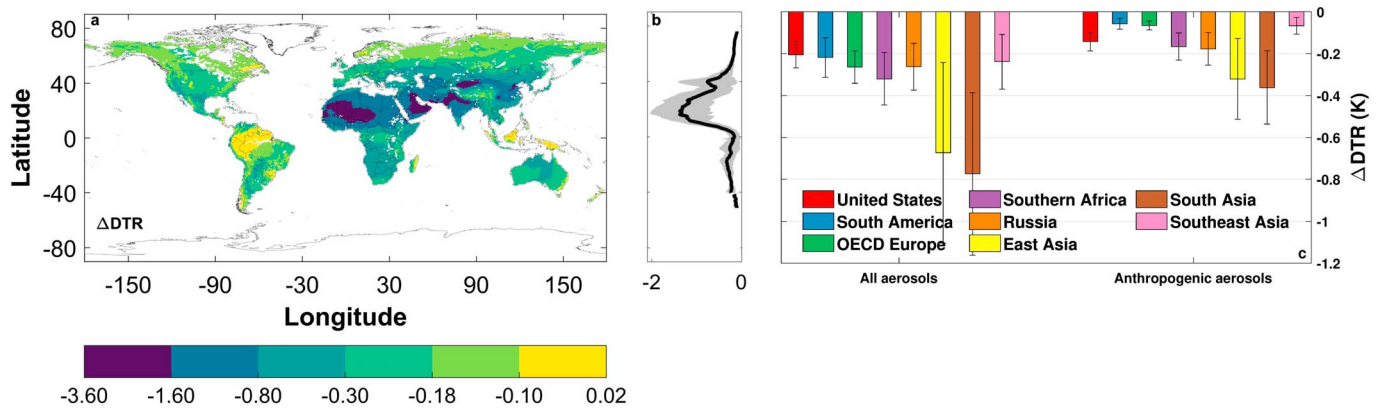 a
80
40
0
-40
-80
Latitude
ΔDTR
-150
-90
-30
30
90
150
Longitude
-3.60
-1.60
-0.80
-0.30
-0.18
-0.10
0.02
b
-2
0
0
-0.2
-0.4
-0.6
-0.8
-1
-1.2
ΔDTR (K)
United States
Southern Africa
South Asia
South America
Russia
Southeast Asia
OECD Europe
East Asia
c
All aerosols
Anthropogenic aerosols